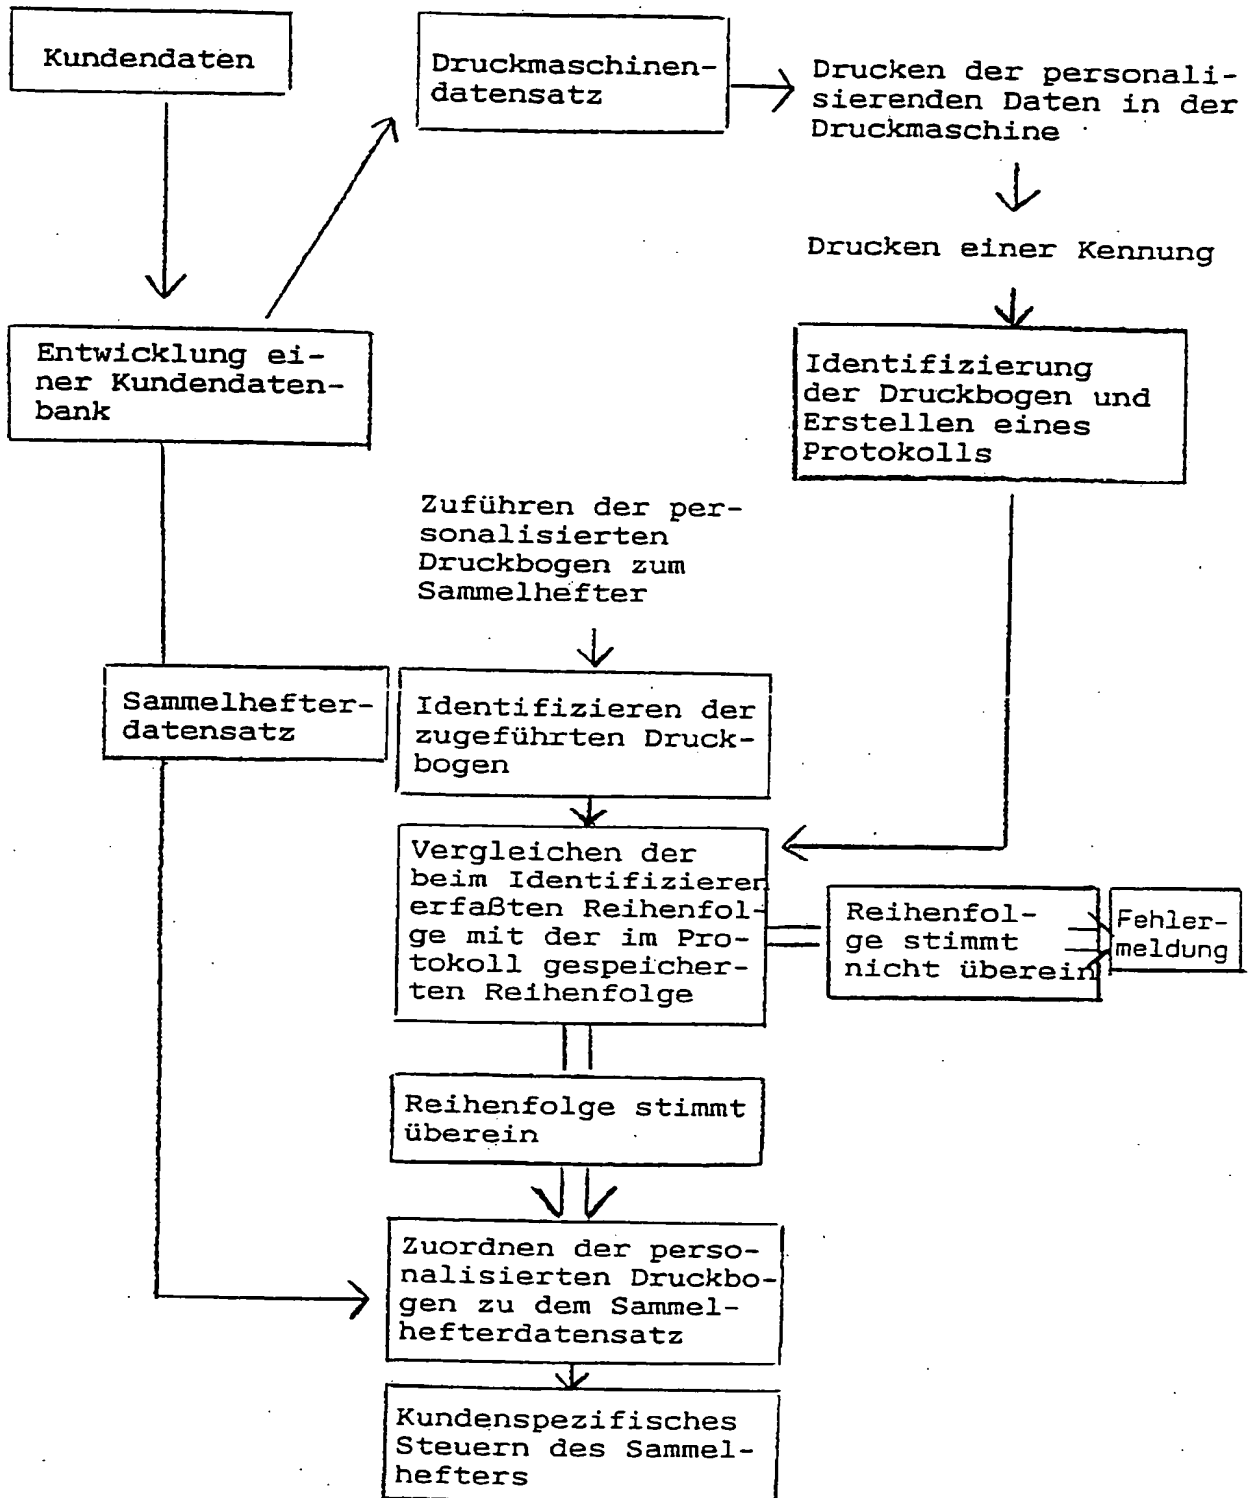 Kundendaten
Druckmaschinen-
datensatz
Drucken der personali-
sierenden Daten in der
Druckmaschine
Drucken einer Kennung
Entwicklung ei-
ner Kundendaten-
bank
Identifizierung
der Druckbogen und
Erstellen eines
Protokolls
Zuführen der per-
sonalisierten
Druckbogen zum
Sammelhefter
Sammelhefter-
datensatz
Identifizieren der
zugeführten Druck-
bogen
Vergleichen der
beim Identifizieren
erfaßten Reihenfol-
ge mit der im Pro-
tokoll gespeicher-
ten Reihenfolge
Reihenfol-
ge stimmt
nicht überein
Fehler-
meldung
Reihenfolge stimmt
überein
Zuordnen der perso-
nalisierten Druckbo-
gen zu dem Sammel-
hefterdatensatz
Kundenspezifisches
Steuern des Sammel-
hefters